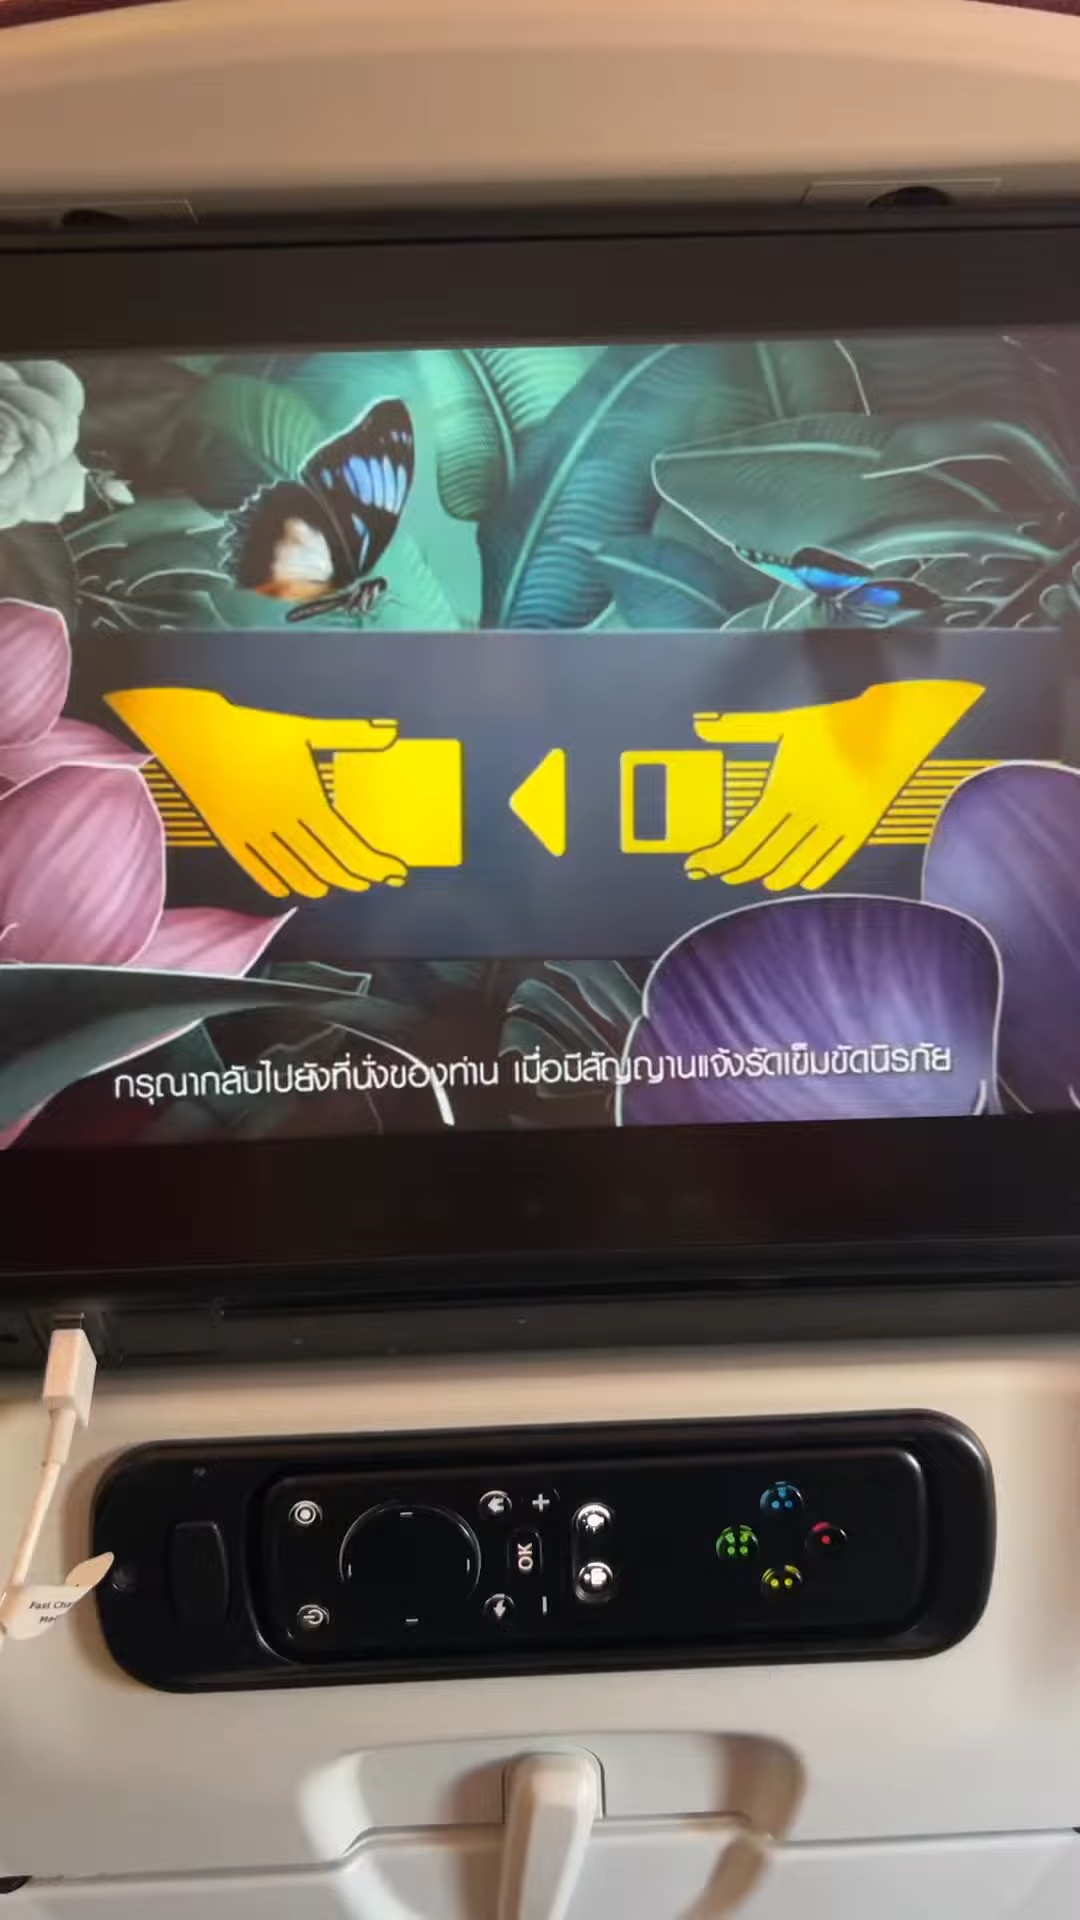 กรุณากลับไปยังที่นั่งของท่าน เมื่อมีสัญญานแจ้งรัดเข็มขัดนิรภัย
OK
Fast